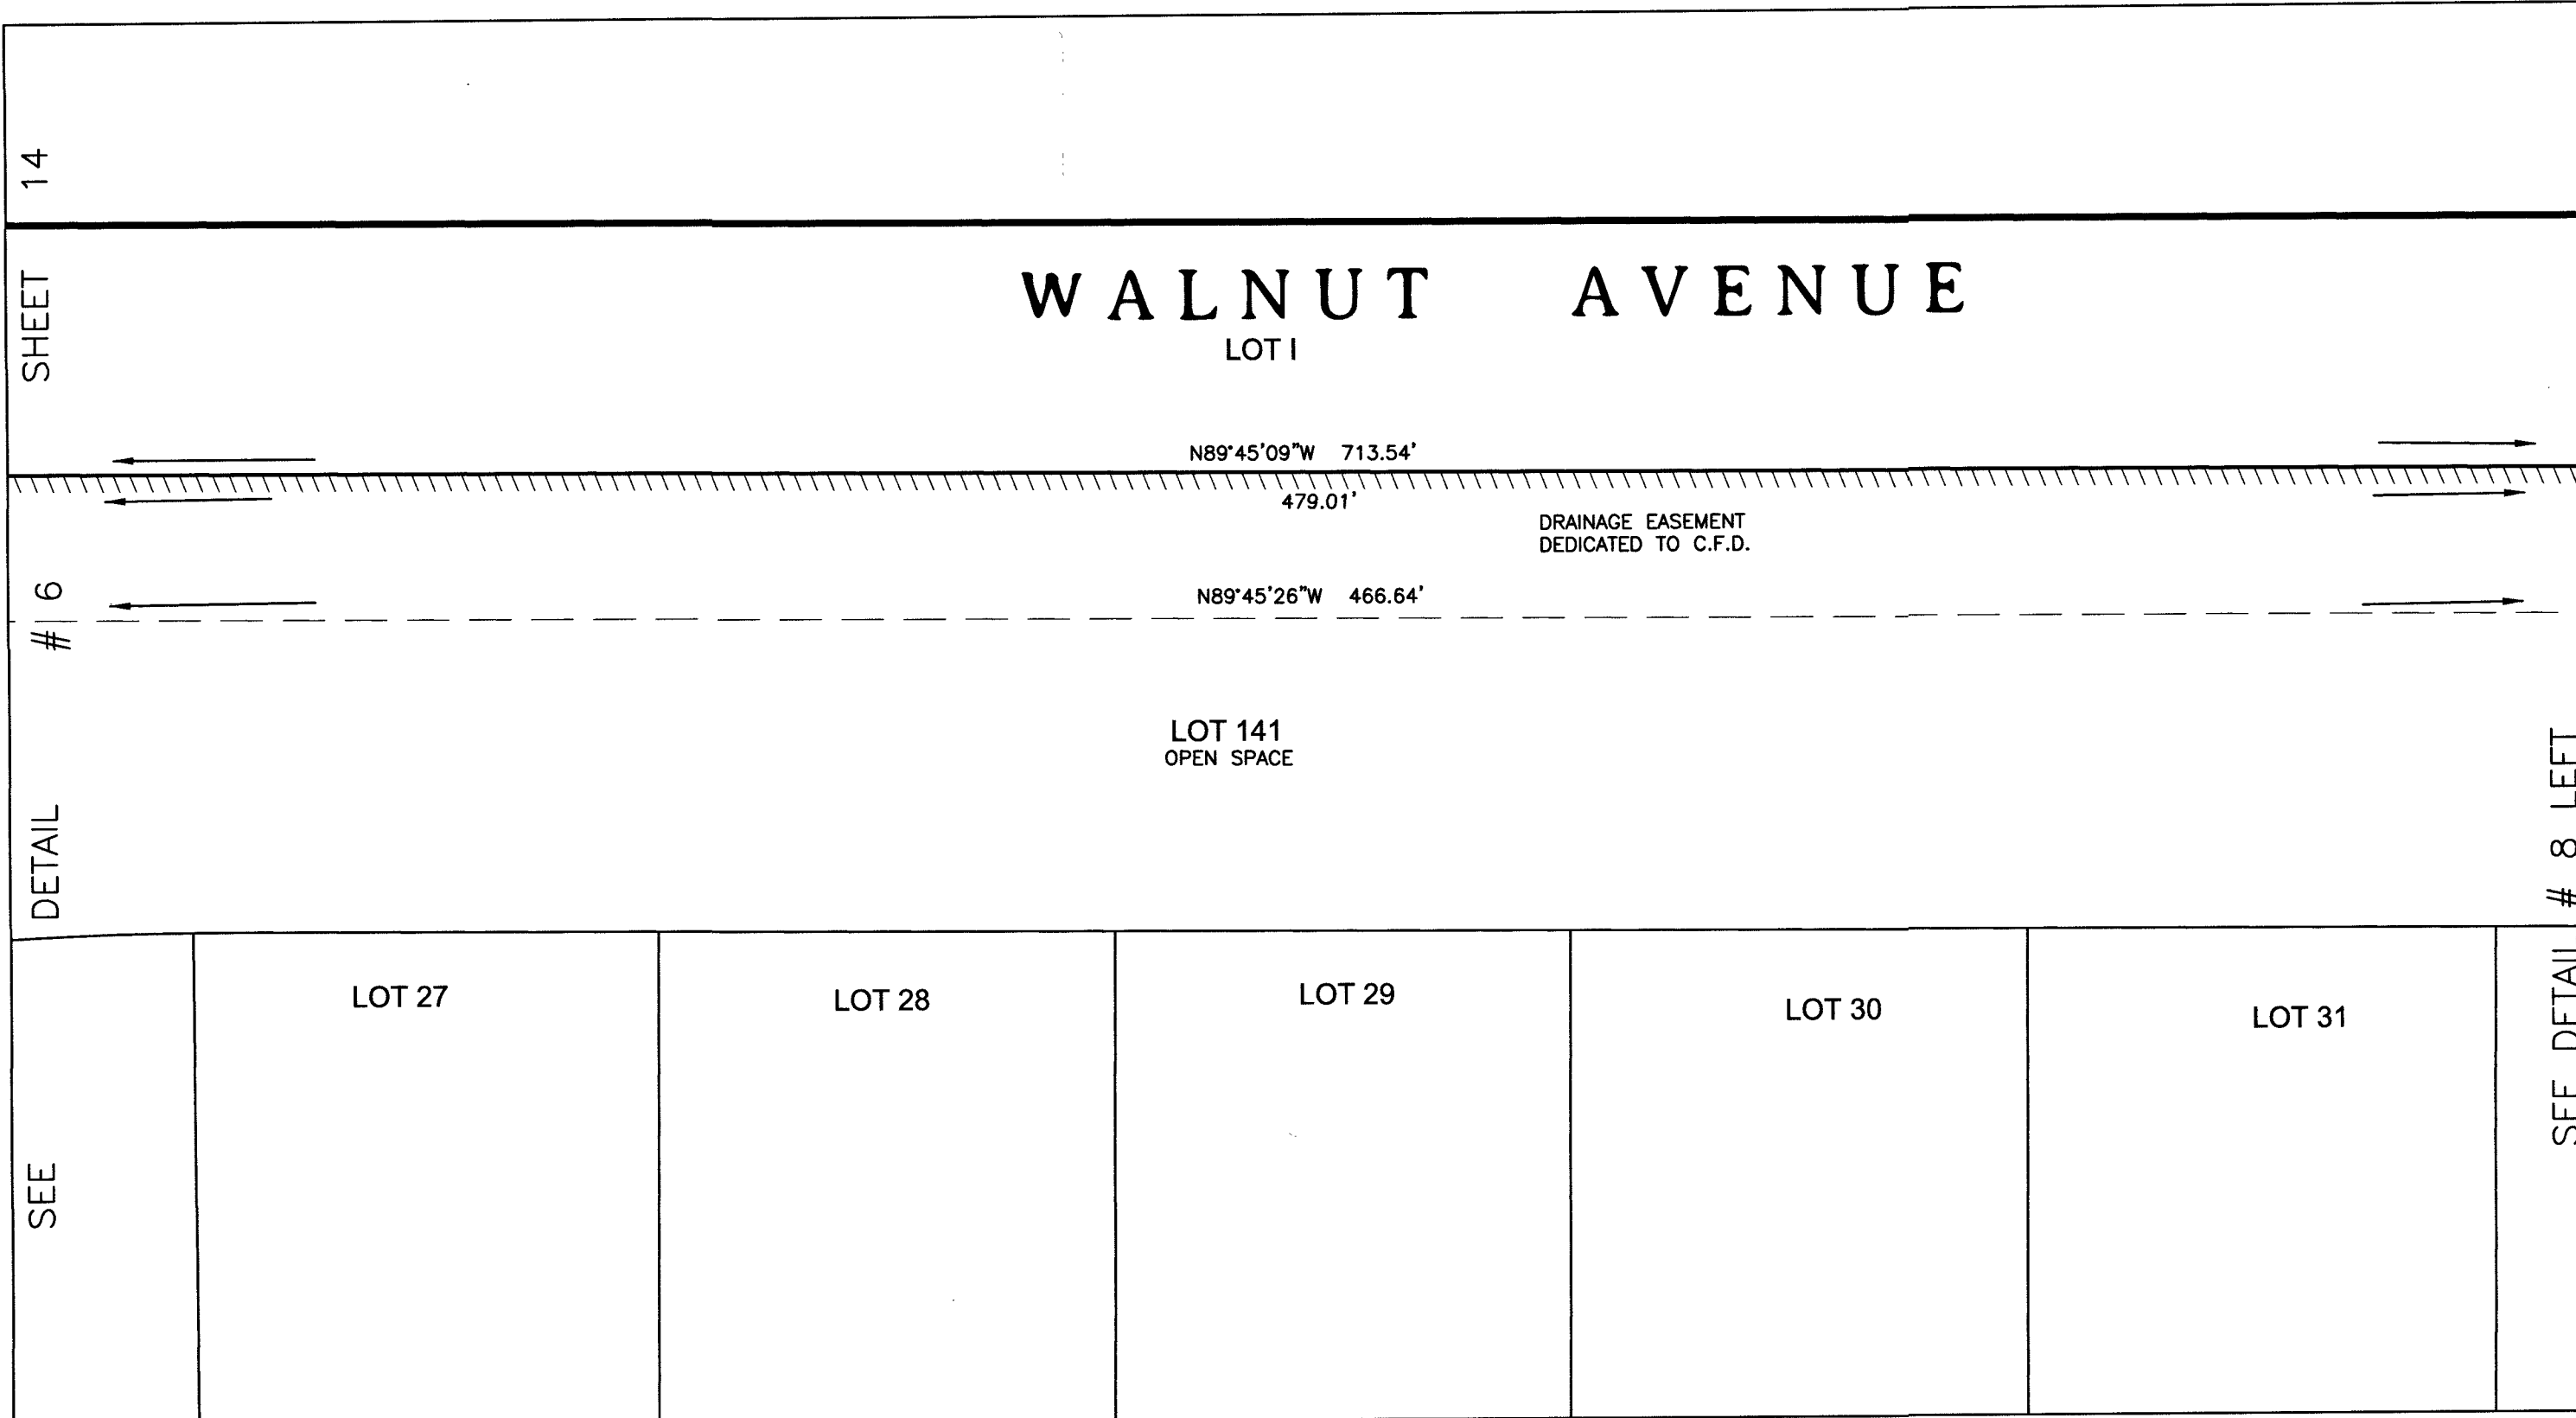 SEE DETAIL # 6 SHEET 14
WALNUT AVENUE
LOT I
N89°45'09"W 713.54'
479.01'
DRAINAGE EASEMENT
DEDICATED TO C.F.D.
N89°45'26"W 466.64'
LOT 141
OPEN SPACE
LOT 27
LOT 28
LOT 29
LOT 30
LOT 31
SEE DETAIL # 8 LEFT